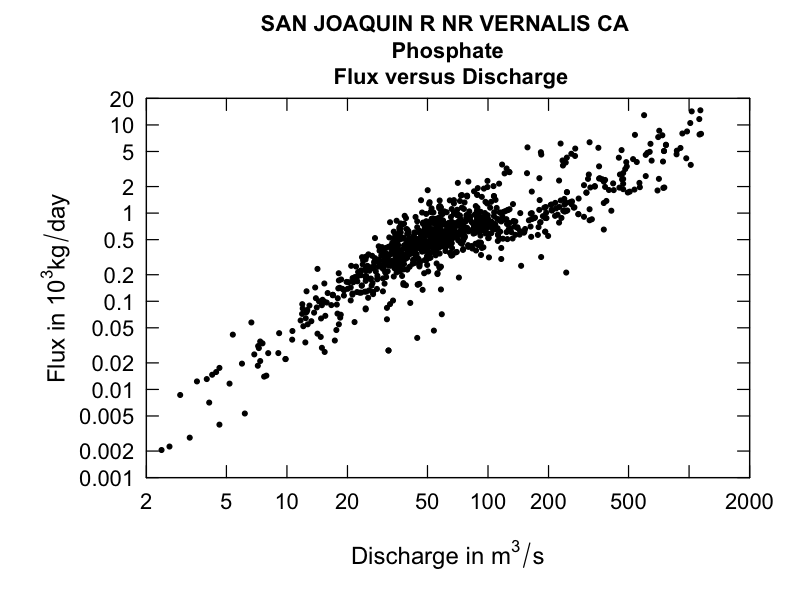 SAN JOAQUIN R NR VERNALIS CA
Phosphate
Flux versus Discharge
20
10
5
2
1
0.5
0.2
0.1
0.05
0.02
0.01
0.005
0.002
0.001
Flux in 10³kg/day
2 5 10 20 50 100 200 500 2000
Discharge in m³/s